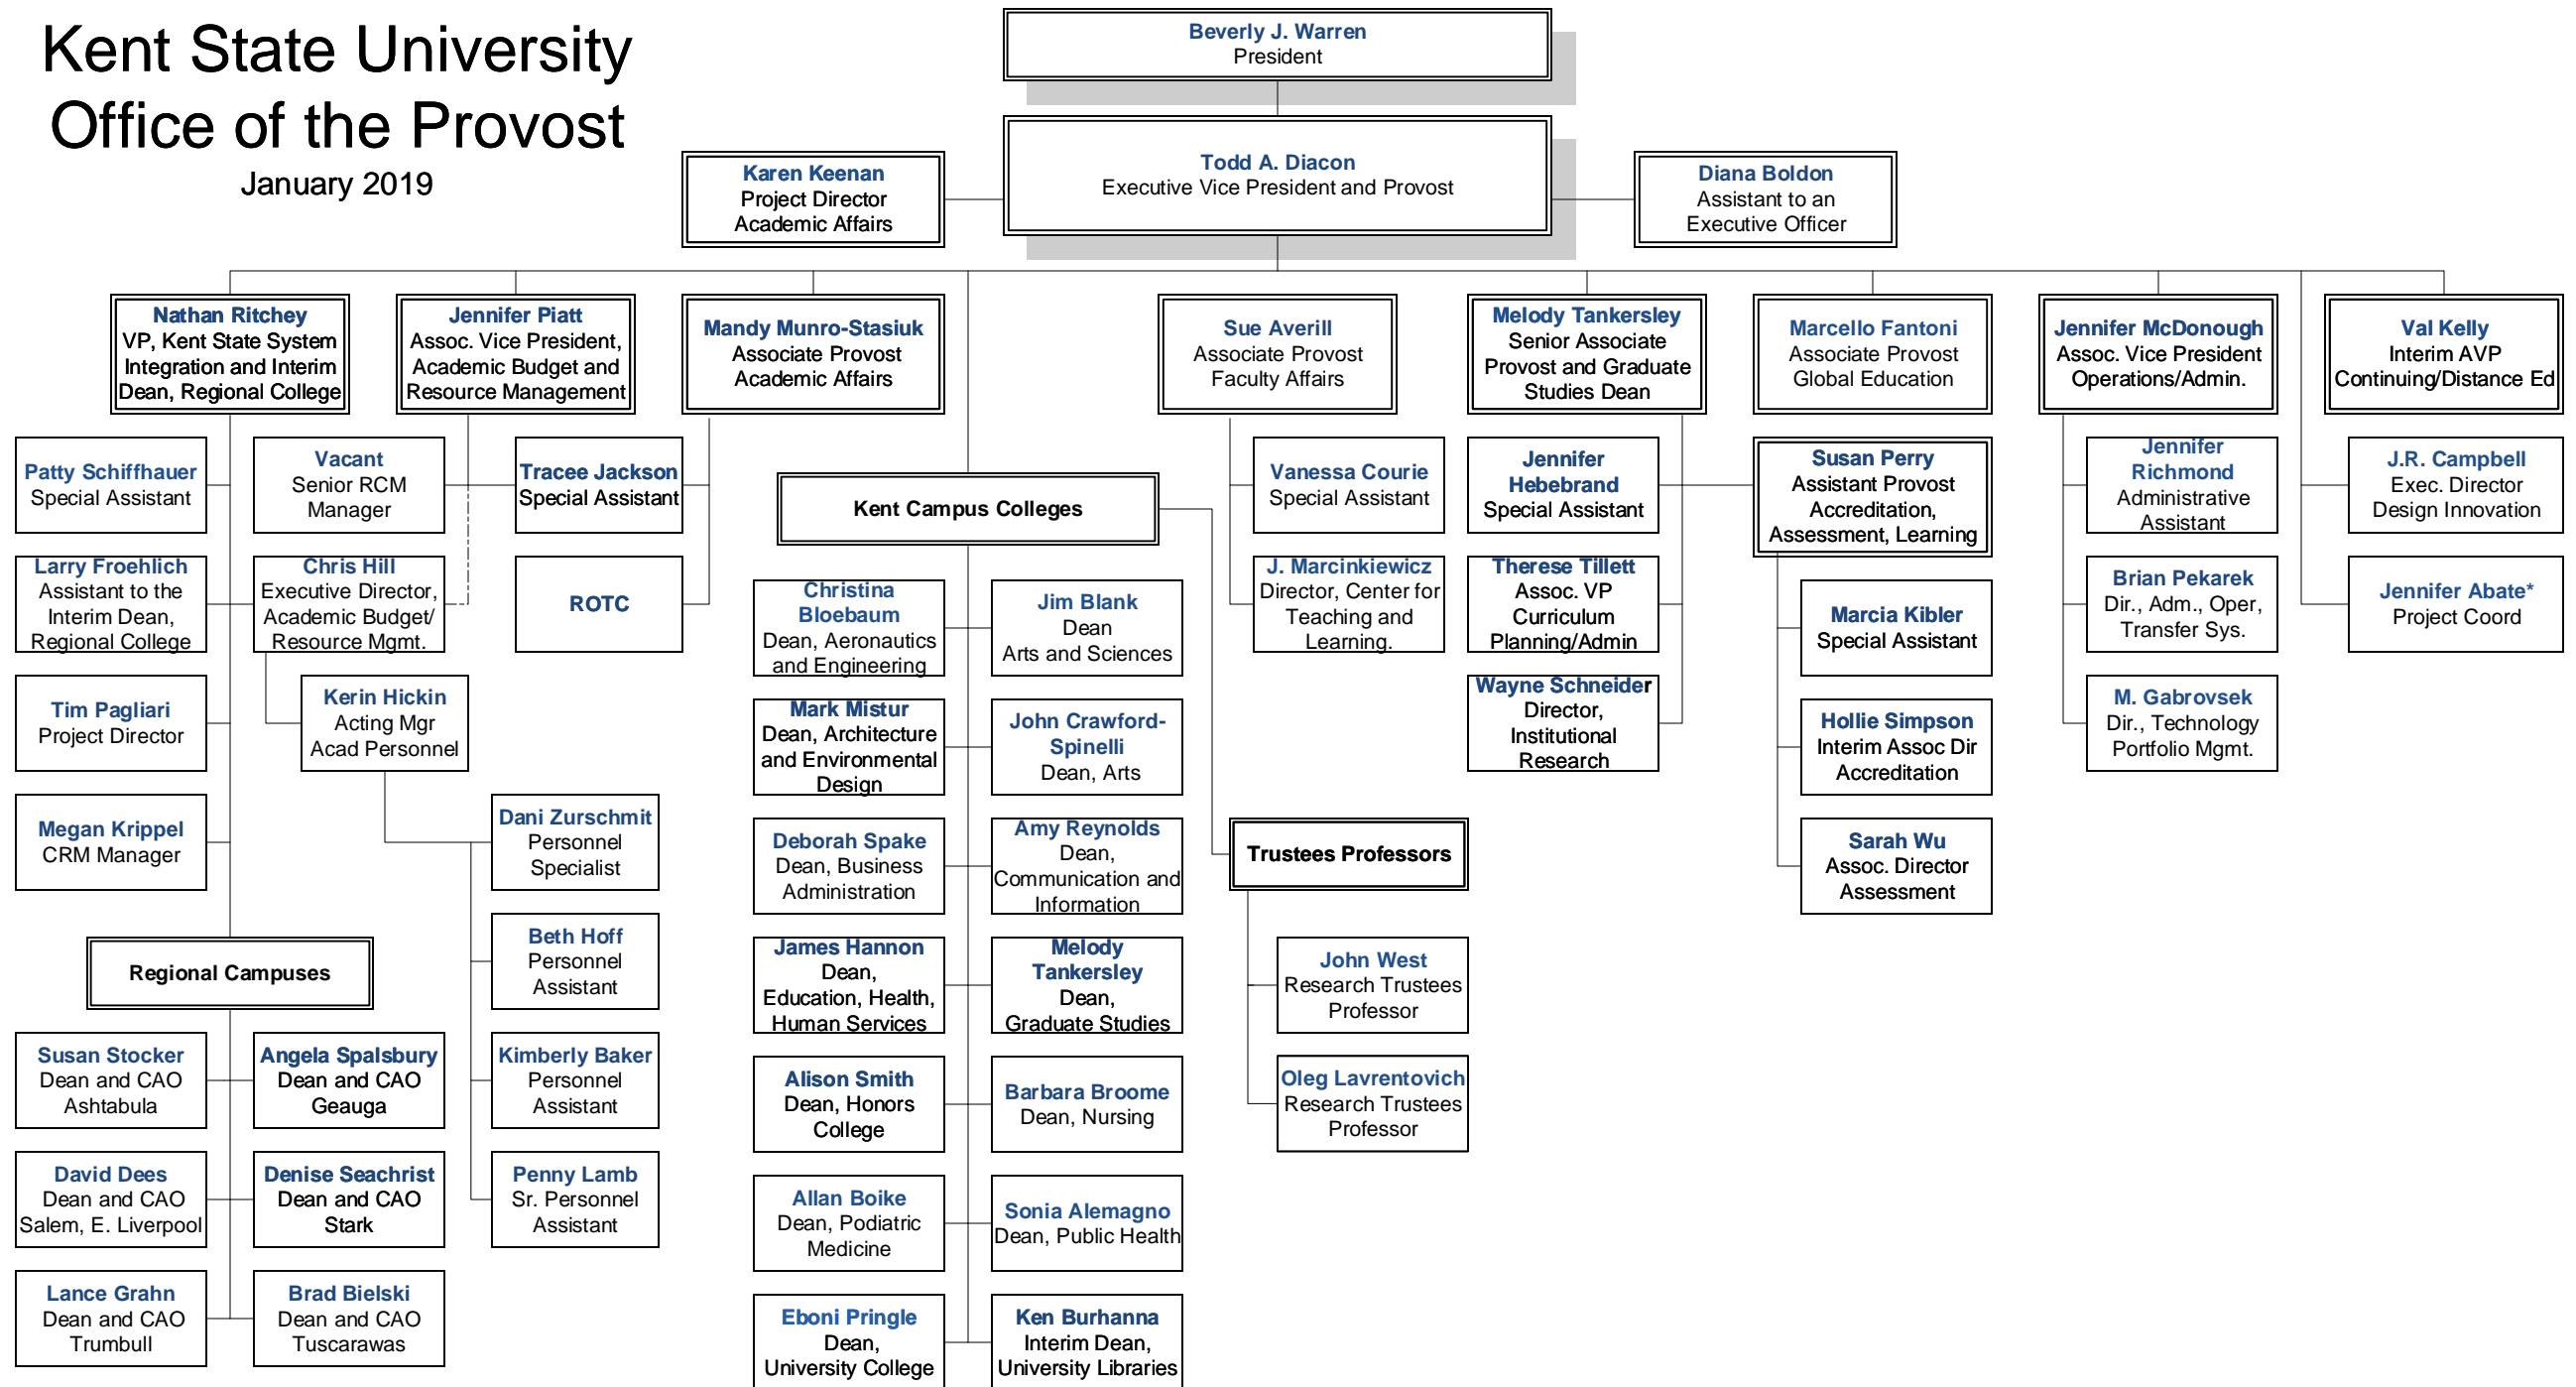 Kent State University
Office of the Provost
January 2019
Beverly J. Warren
President
Todd A. Diacon
Executive Vice President and Provost
Karen Keenan
Project Director
Academic Affairs
Diana Boldon
Assistant to an
Executive Officer
Nathan Ritchey
VP, Kent State System
Integration and Interim
Dean, Regional College
Jennifer Piatt
Assoc. Vice President,
Academic Budget and
Resource Management
Mandy Munro-Stasiuk
Associate Provost
Academic Affairs
Sue Averill
Associate Provost
Faculty Affairs
Melody Tankersley
Senior Associate
Provost and Graduate
Studies Dean
Marcello Fantoni
Associate Provost
Global Education
Jennifer McDonough
Assoc. Vice President
Operations/Admin.
Val Kelly
Interim AVP
Continuing/Distance Ed
Patty Schiffhauer
Special Assistant
Vacant
Senior RCM
Manager
Tracee Jackson
Special Assistant
Kent Campus Colleges
Vanessa Courie
Special Assistant
Jennifer
Hebebrand
Special Assistant
Susan Perry
Assistant Provost
Accreditation,
Assessment, Learning
Jennifer
Richmond
Administrative
Assistant
J.R. Campbell
Exec. Director
Design Innovation
Larry Froehlich
Assistant to the
Interim Dean,
Regional College
Chris Hill
Executive Director,
Academic Budget/
Resource Mgmt.
ROTC
Christina
Bloebaum
Dean, Aeronautics
and Engineering
Jim Blank
Dean
Arts and Sciences
J. Marcinkiewicz
Director, Center for
Teaching and
Learning.
Therese Tillett
Assoc. VP
Curriculum
Planning/Admin
Marcia Kibler
Special Assistant
Brian Pekarek
Dir., Adm., Oper,
Transfer Sys.
Jennifer Abate*
Project Coord
Tim Pagliari
Project Director
Kerin Hickin
Acting Mgr
Acad Personnel
Mark Mistur
Dean, Architecture
and Environmental
Design
John Crawford-
Spinelli
Dean, Arts
Wayne Schneider
Director,
Institutional
Research
Hollie Simpson
Interim Assoc Dir
Accreditation
M. Gabrovsek
Dir., Technology
Portfolio Mgmt.
Megan Krippel
CRM Manager
Dani Zurschmit
Personnel
Specialist
Deborah Spake
Dean, Business
Administration
Amy Reynolds
Dean,
Communication and
Information
Trustees Professors
Sarah Wu
Assoc. Director
Assessment
Regional Campuses
Beth Hoff
Personnel
Assistant
James Hannon
Dean,
Education, Health,
Human Services
Melody
Tankersley
Dean,
Graduate Studies
John West
Research Trustees
Professor
Susan Stocker
Dean and CAO
Ashtabula
Angela Spalsbury
Dean and CAO
Geauga
Kimberly Baker
Personnel
Assistant
Alison Smith
Dean, Honors
College
Barbara Broome
Dean, Nursing
Oleg Lavrentovich
Research Trustees
Professor
David Dees
Dean and CAO
Salem, E. Liverpool
Denise Seachrist
Dean and CAO
Stark
Penny Lamb
Sr. Personnel
Assistant
Allan Boike
Dean, Podiatric
Medicine
Sonia Alemagno
Dean, Public Health
Lance Grahn
Dean and CAO
Trumbull
Brad Bielski
Dean and CAO
Tuscarawas
Eboni Pringle
Dean,
University College
Ken Burhanna
Interim Dean,
University Libraries